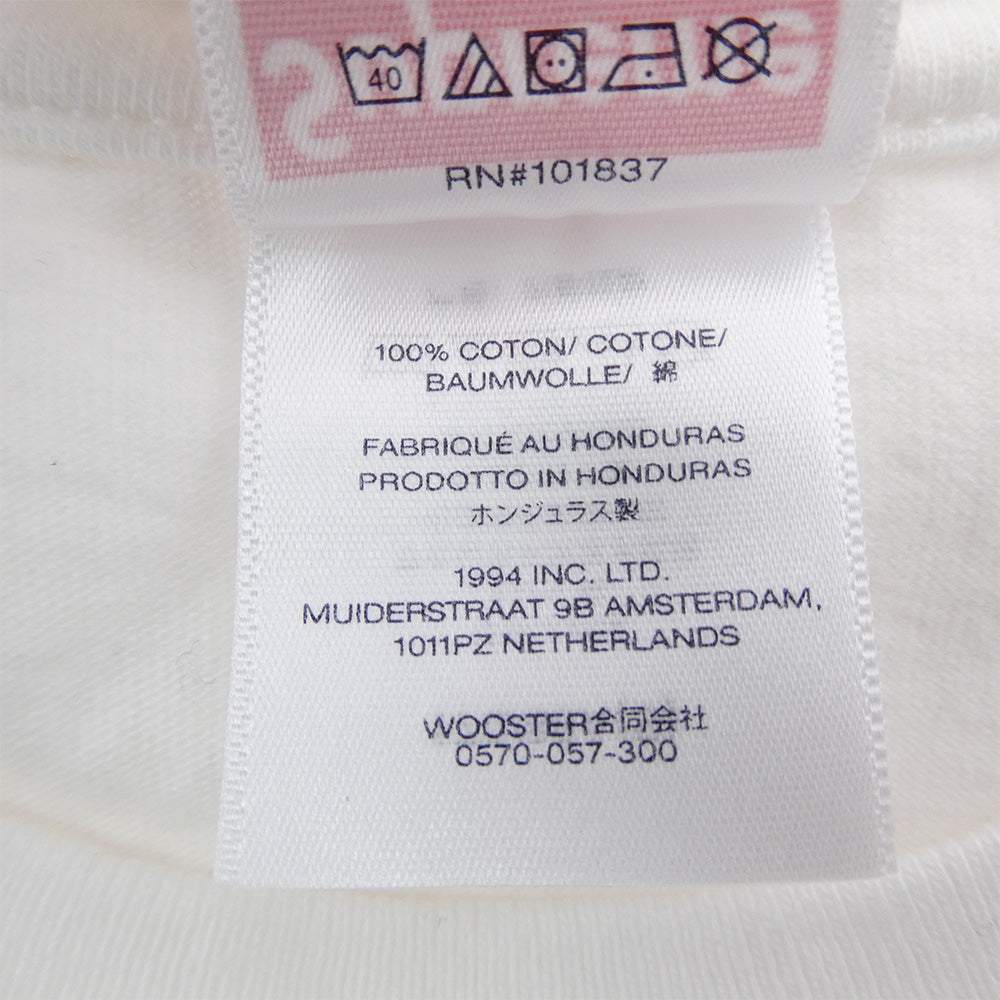 40
RN#101837
100% COTON/ COTONE/
BAUMWOLLE/ 綿
FABRIQUÉ AU HONDURAS
PRODOTTO IN HONDURAS
ホンジュラス製
1994 INC. LTD.
MUIDERSTRAAT 9B AMSTERDAM,
1011PZ NETHERLANDS
WOOSTER合同会社
0570-057-300